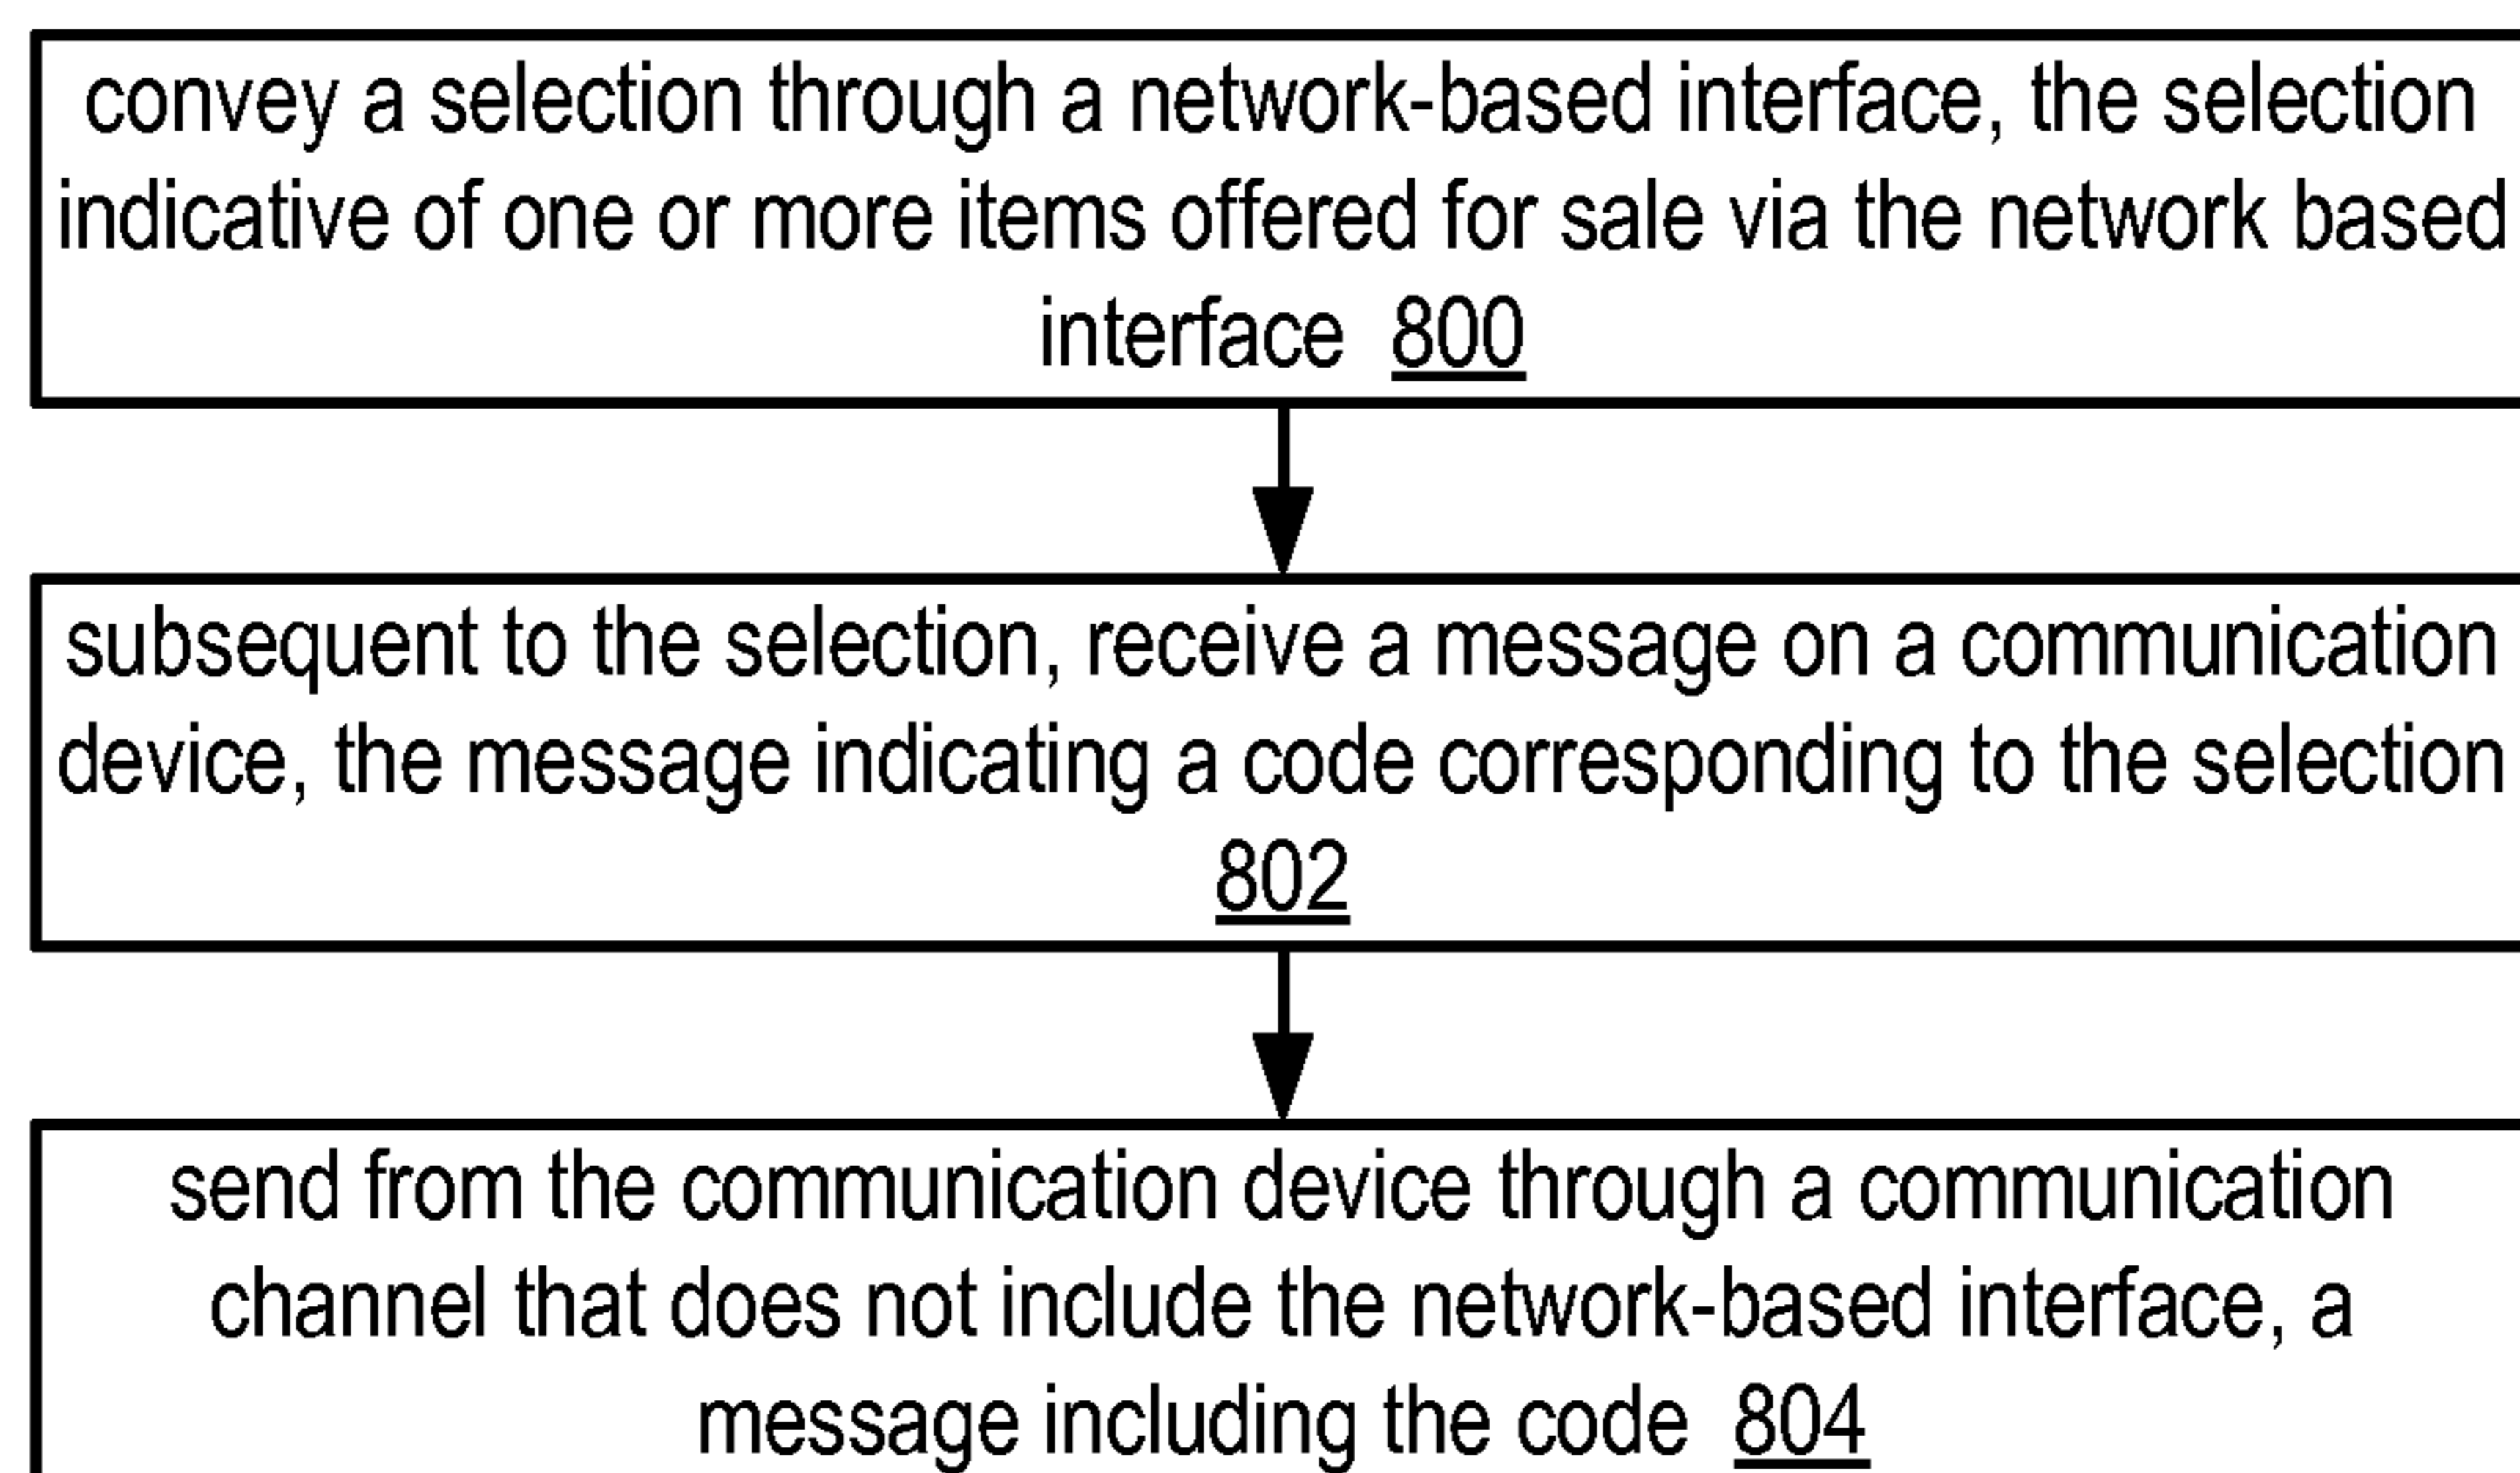 convey a selection through a network-based interface, the selection
indicative of one or more items offered for sale via the network based
interface 800
subsequent to the selection, receive a message on a communication
device, the message indicating a code corresponding to the selection
802
send from the communication device through a communication
channel that does not include the network-based interface, a
message including the code 804